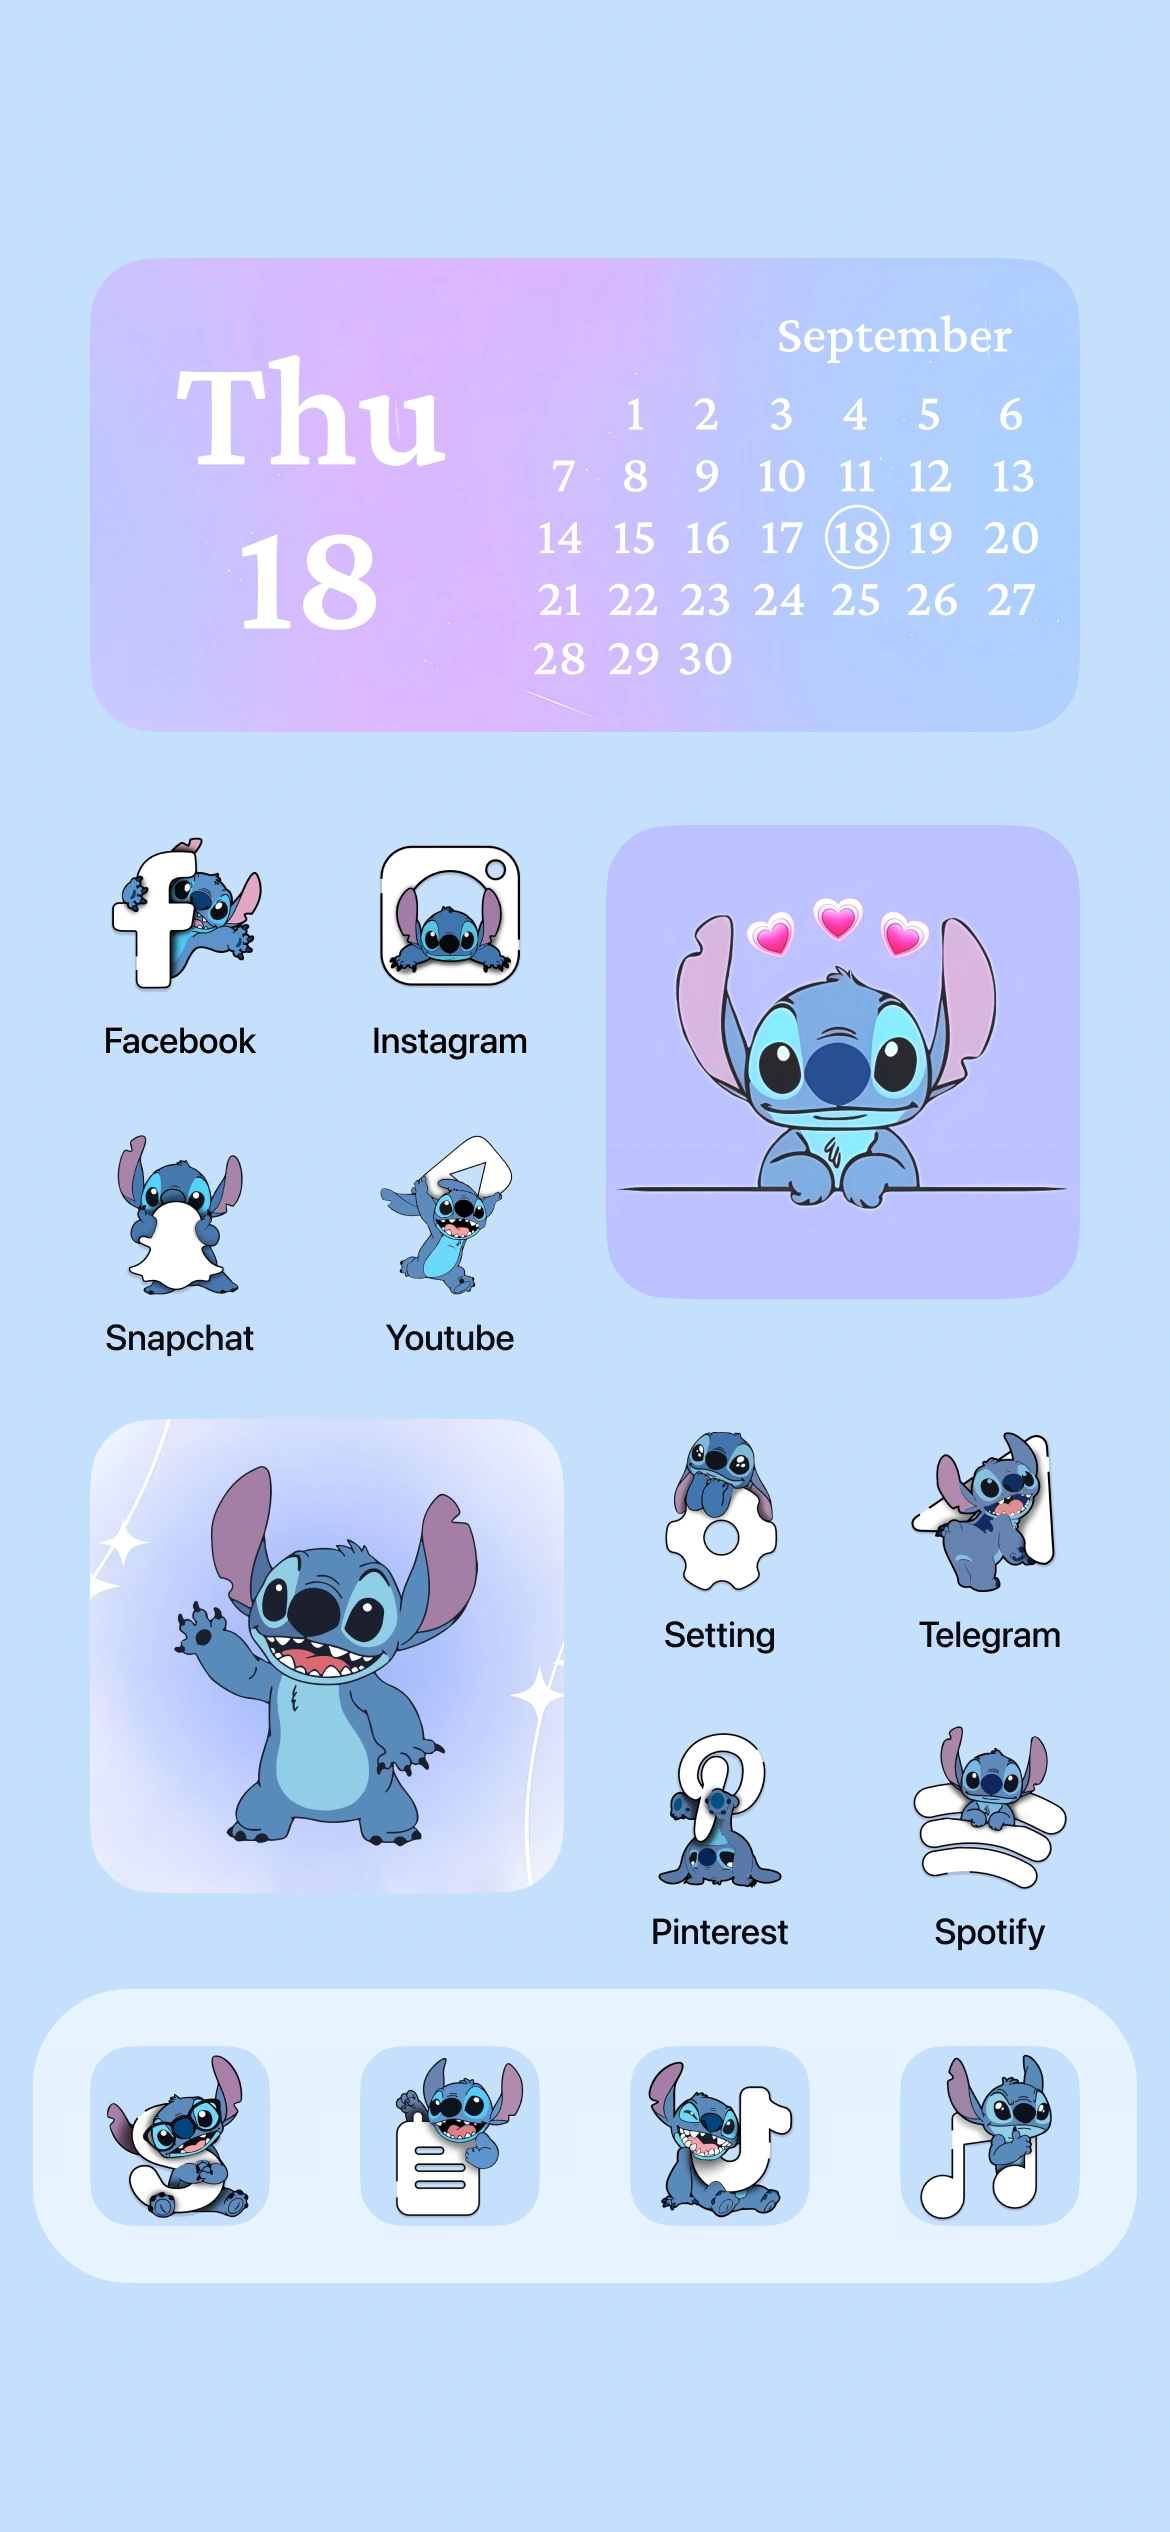 Thu
18
September
1 2 3 4 5 6
7 8 9 10 11 12 13
14 15 16 17 18 19 20
21 22 23 24 25 26 27
28 29 30
Facebook Instagram
Snapchat Youtube
Setting Telegram
Pinterest Spotify